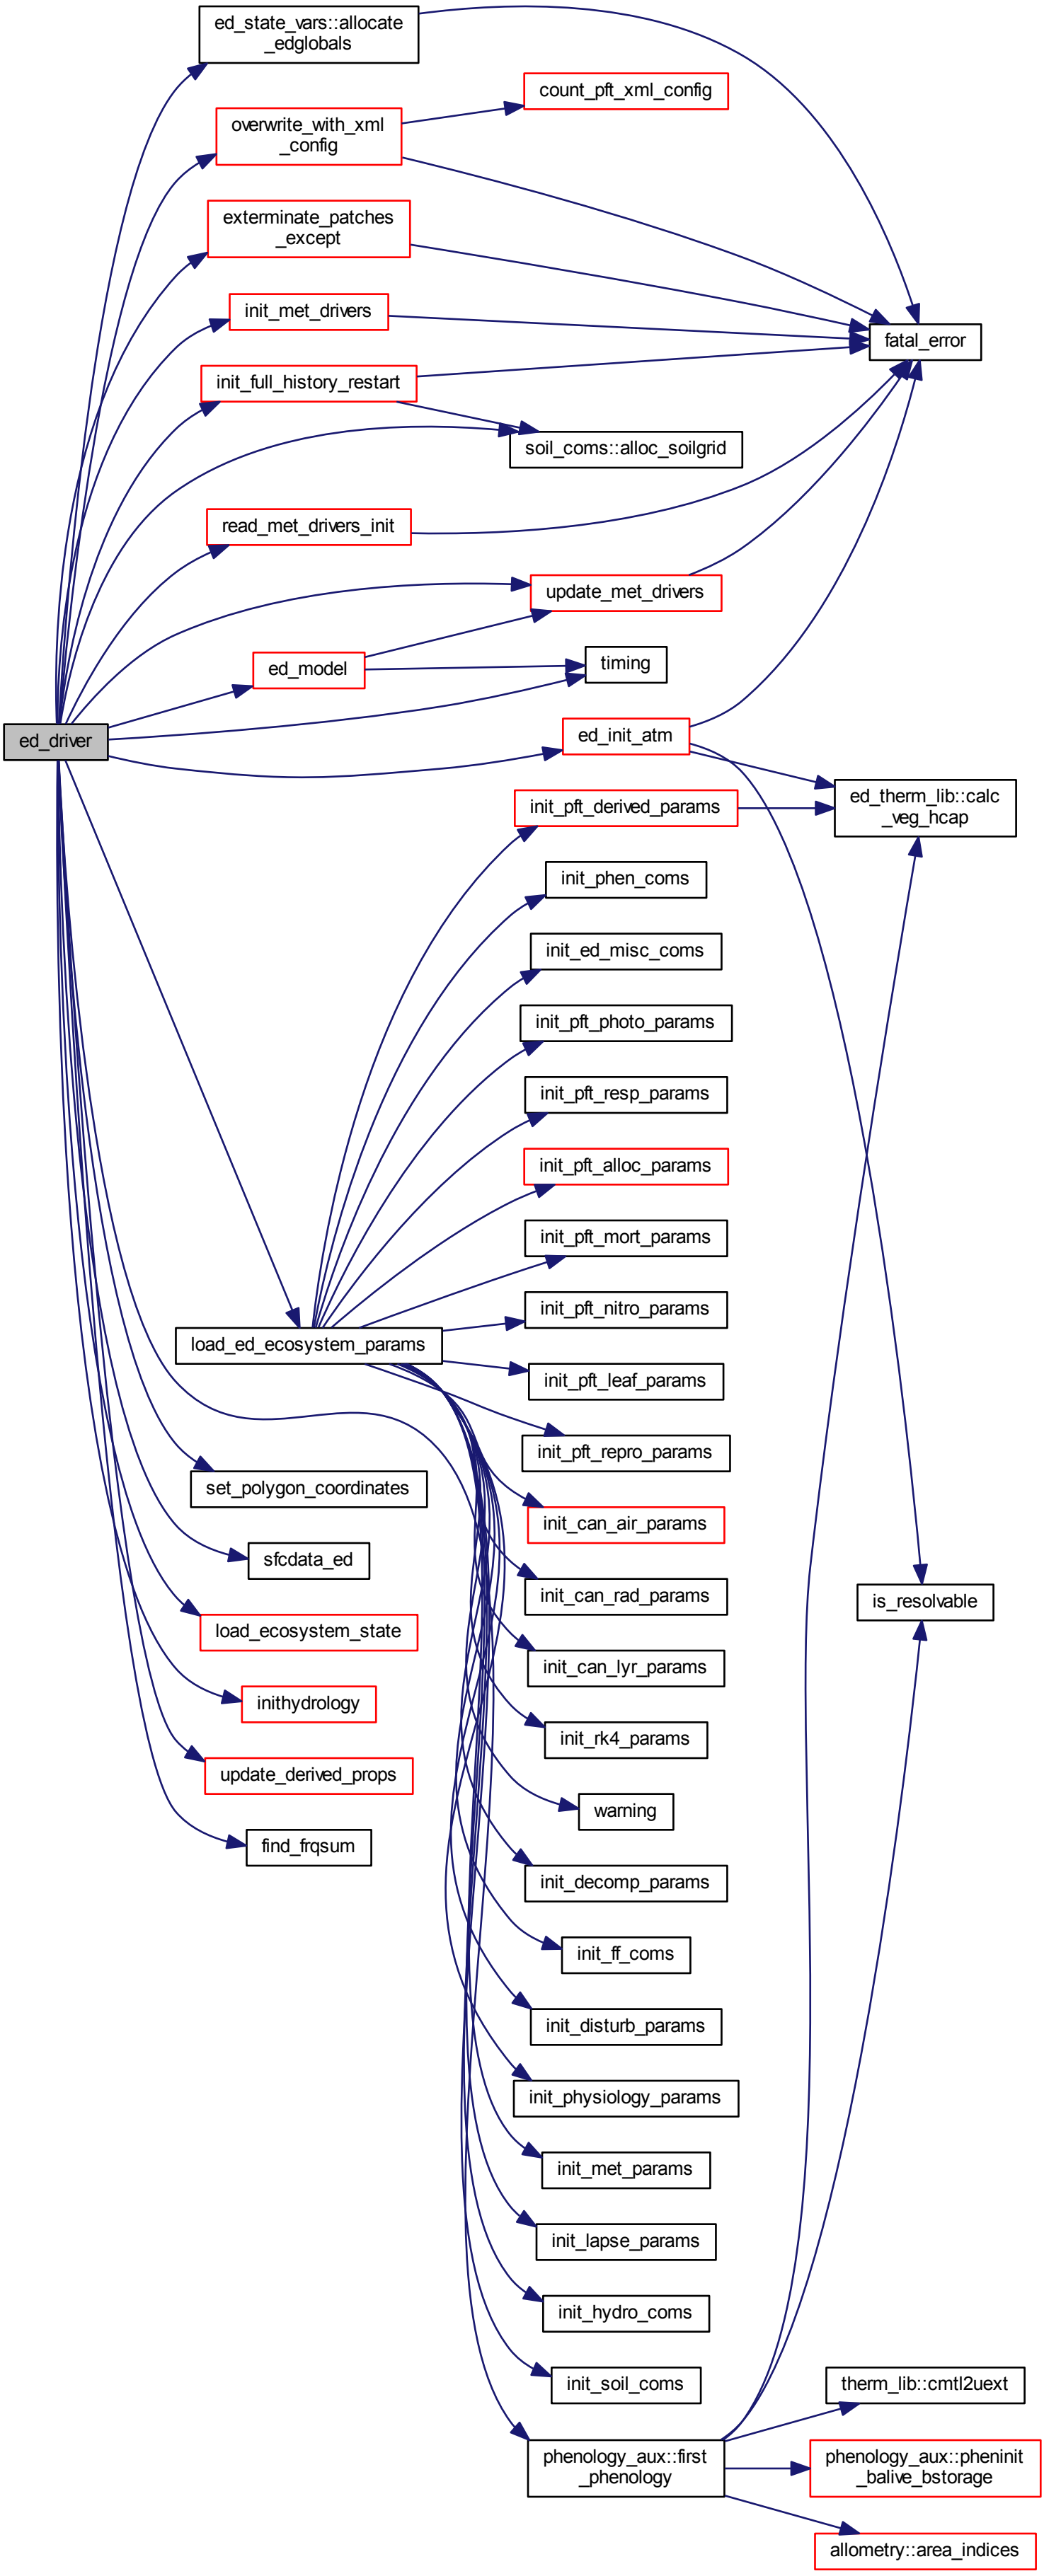 ed_state_vars::allocate
_edglobals
count_pft_xml_config
overwrite_with_xml
_config
exterminate_patches
_except
init_met_drivers
fatal_error
init_full_history_restart
soil_coms::alloc_soilgrid
read_met_drivers_init
update_met_drivers
ed_model
timing
ed_driver
ed_init_atm
init_pft_derived_params
ed_therm_lib::calc
_veg_hcap
init_phen_coms
init_ed_misc_coms
init_pft_photo_params
init_pft_resp_params
init_pft_alloc_params
init_pft_mort_params
init_pft_nitro_params
load_ed_ecosystem_params
init_pft_leaf_params
init_pft_repro_params
set_polygon_coordinates
init_can_air_params
sfcdata_ed
init_can_rad_params
is_resolvable
load_ecosystem_state
init_can_lyr_params
inithydrology
init_rk4_params
update_derived_props
warning
find_frqsum
init_decomp_params
init_ff_coms
init_disturb_params
init_physiology_params
init_met_params
init_lapse_params
init_hydro_coms
init_soil_coms
therm_lib::cmtl2uext
phenology_aux::first
_phenology
phenology_aux::pheninit
_balive_bstorage
allometry::area_indices